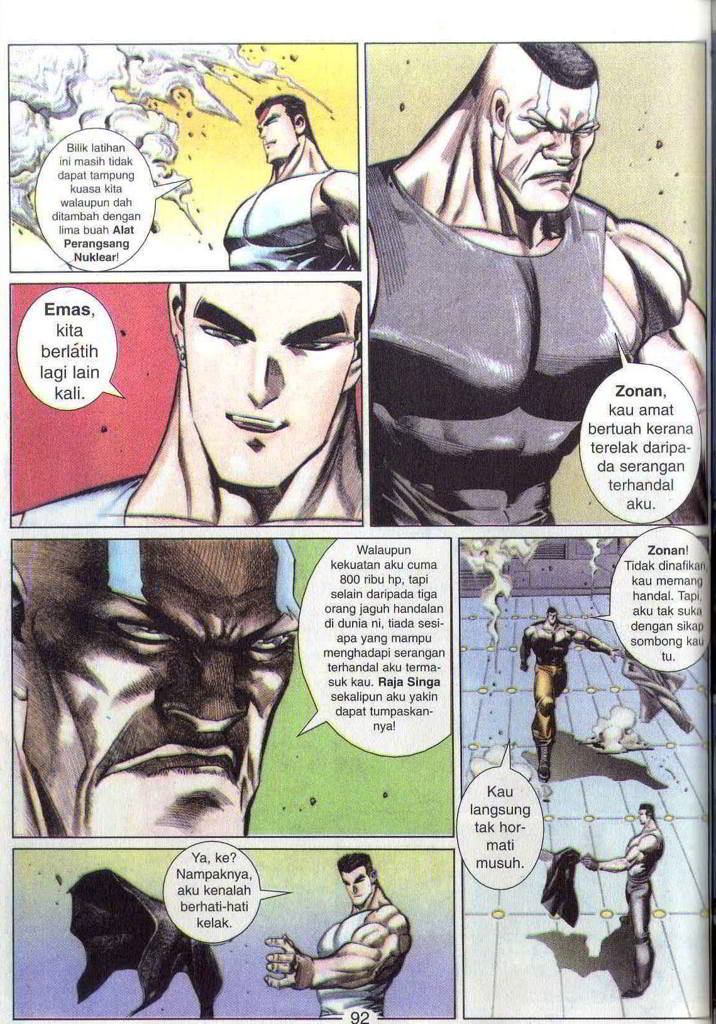 Bilik latihan
ini masih tidak
dapat tampung
kuasa kita
walaupun dah
ditambah dengan
lima buah Alat
Perangsang
Nuklear!
Emas,
kita
berlatih
lagi lain
kali.
Zonan,
kau amat
bertuah kerana
terelak daripa-
da serangan
terhandal
aku.
Walaupun
kekuatan aku cuma
800 ribu hp, tapi
selain daripada tiga
orang jaguh handalan
di dunia ni, tiada sesi-
apa yang mampu
menghadapi serangan
terhandal aku terma-
suk kau. Raja Singa
sekalipun aku yakin
dapat tumpaskan-
nya!
Zonan!
Tidak dinafikan
kau memang
handal. Tapi,
aku tak suka
dengan sikap
sombong kau
tu.
Kau
langsung
tak hor-
mati
musuh.
Ya, ke?
Nampaknya,
aku kenalah
berhati-hati
kelak.
92